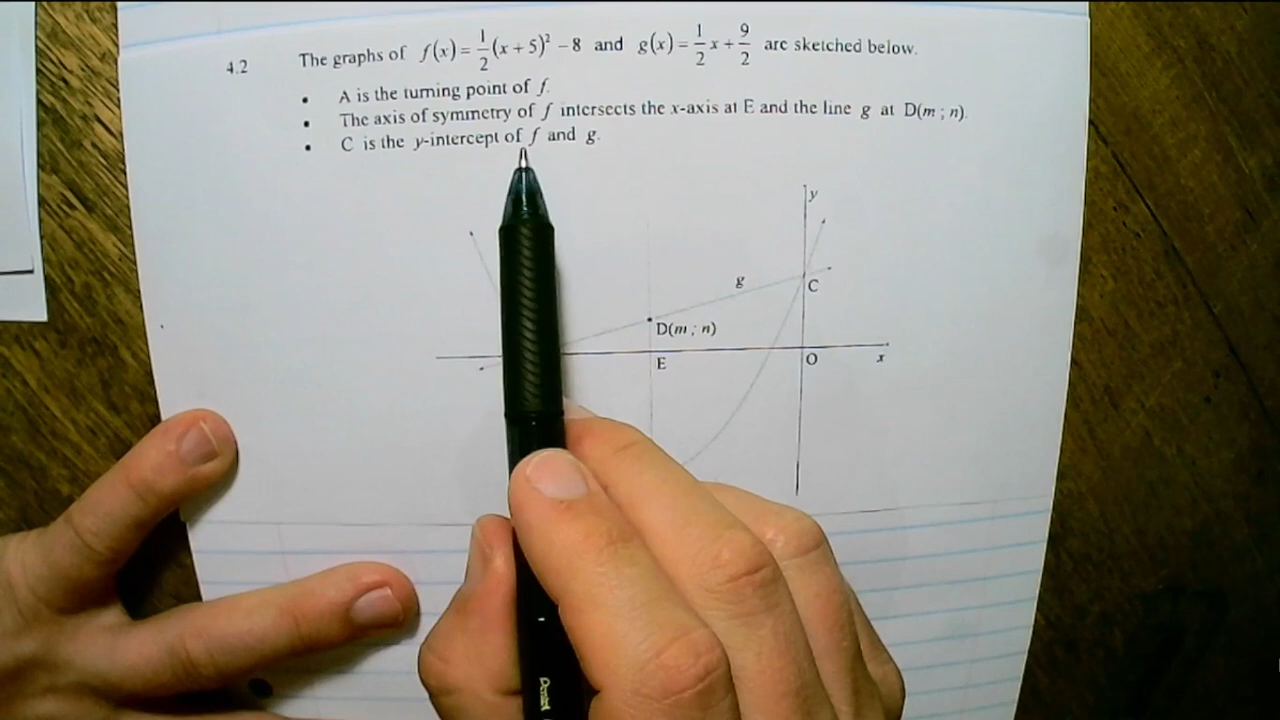 4.2 The graphs of f(x) = 1/2(x + 5)² − 8 and g(x) = 1/2x + 9/2 are sketched below.
• A is the turning point of f.
• The axis of symmetry of f intersects the x-axis at E and the line g at D(m ; n).
• C is the y-intercept of f and g.
y
g
C
D(m ; n)
E
O
x
Pentel